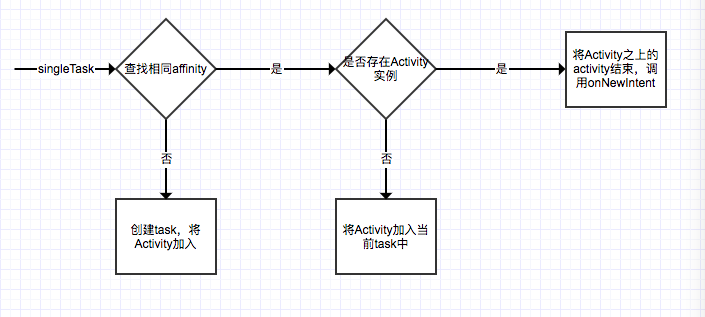 singleTask
查找相同affinity
是
是否存在Activity
实例
是
将Activity之上的
activity结束，调
用onNewIntent
否
否
创建task，将
Activity加入
将Activity加入当
前task中